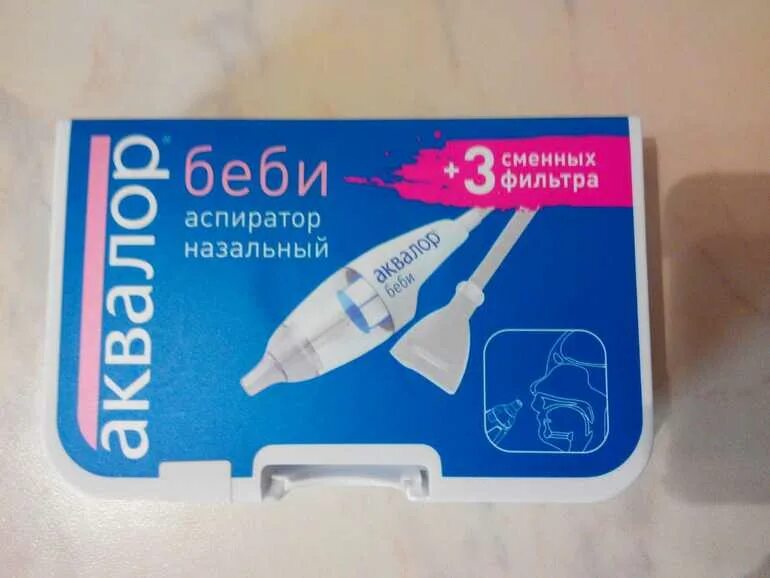 аквалор
беби
аспиратор
назальный
+3 сменных
фильтра
аквалор
беби